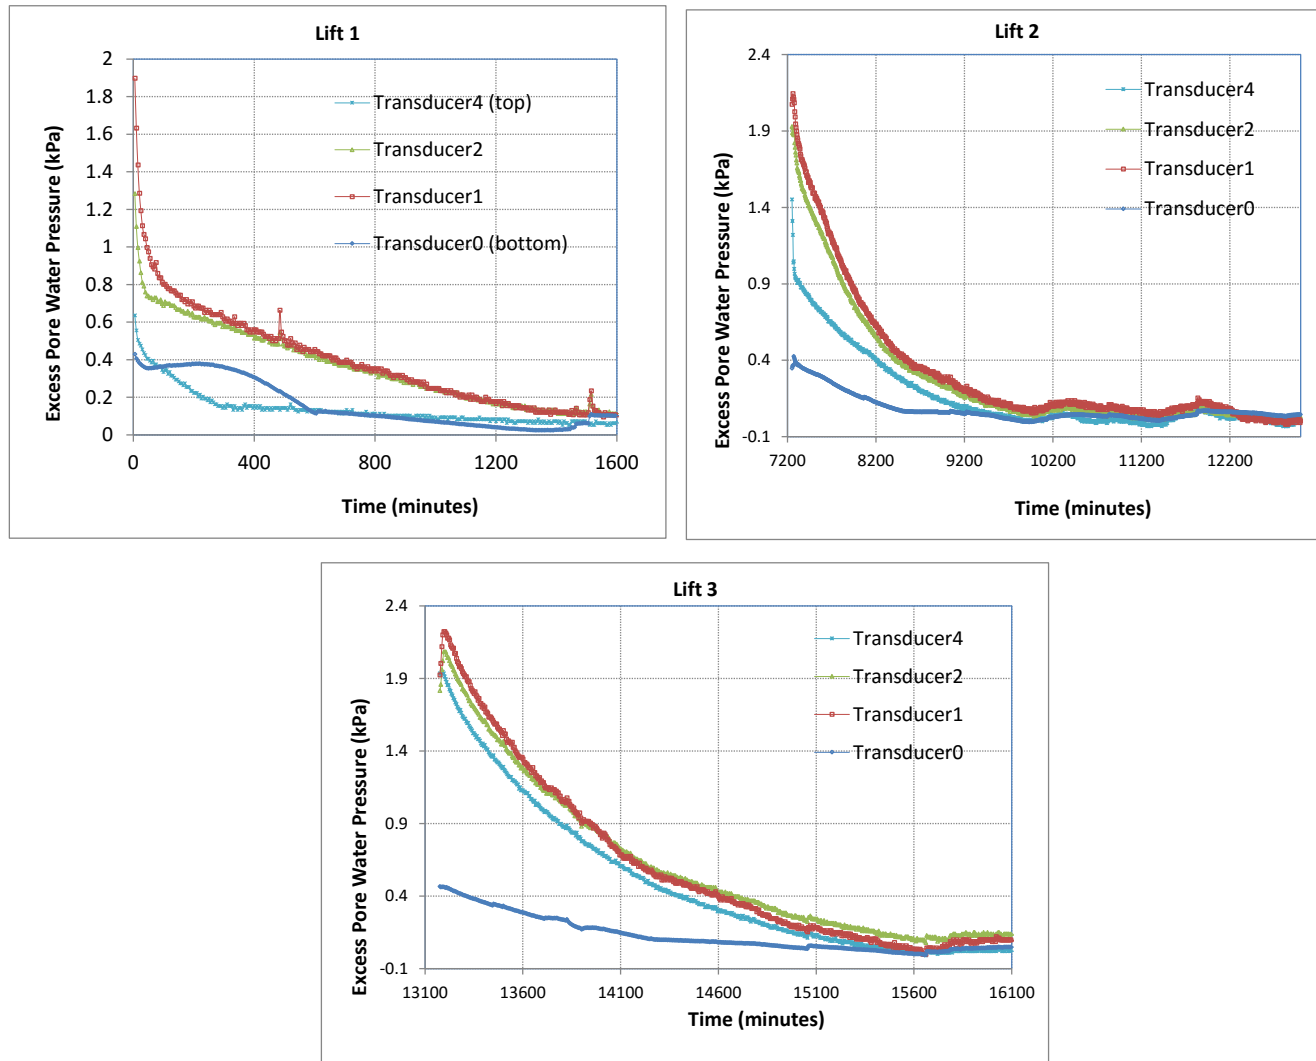 Lift 1
Excess Pore Water Pressure (kPa)
2
1.8
1.6
1.4
1.2
1
0.8
0.6
0.4
0.2
0
Transducer4 (top)
Transducer2
Transducer1
Transducer0 (bottom)
0 400 800 1200 1600
Time (minutes)
Lift 2
Excess Pore Water Pressure (kPa)
2.4
1.9
1.4
0.9
0.4
-0.1
Transducer4
Transducer2
Transducer1
Transducer0
7200 8200 9200 10200 11200 12200
Time (minutes)
Lift 3
Excess Pore Water Pressure (kPa)
2.4
1.9
1.4
0.9
0.4
-0.1
Transducer4
Transducer2
Transducer1
Transducer0
13100 13600 14100 14600 15100 15600 16100
Time (minutes)